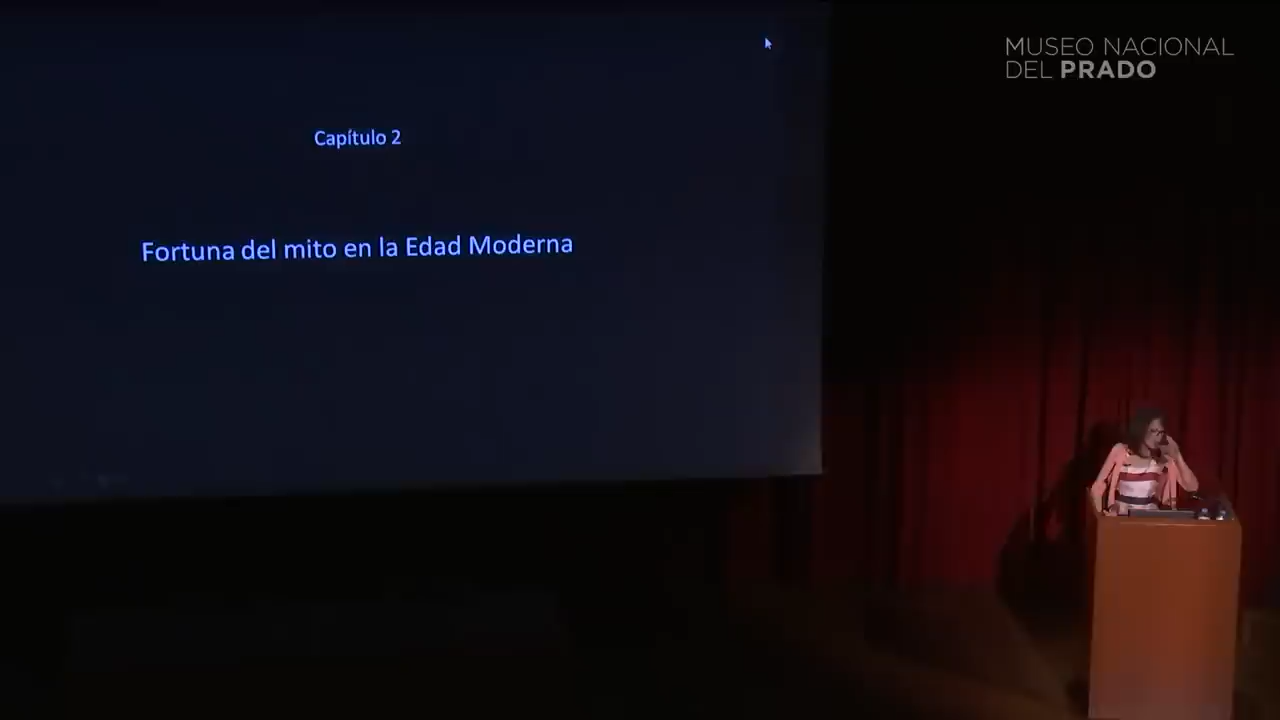 MUSEO NACIONAL
DEL PRADO
Capítulo 2
Fortuna del mito en la Edad Moderna